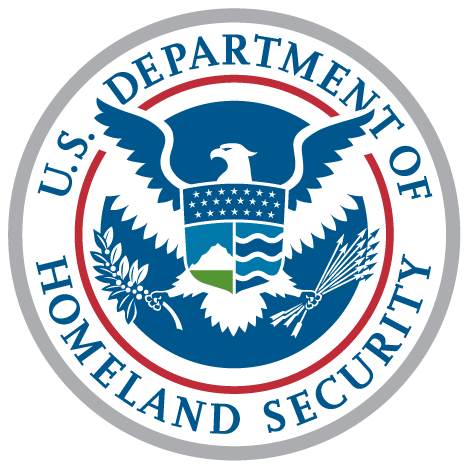 U.S. DEPARTMENT OF
HOMELAND SECURITY